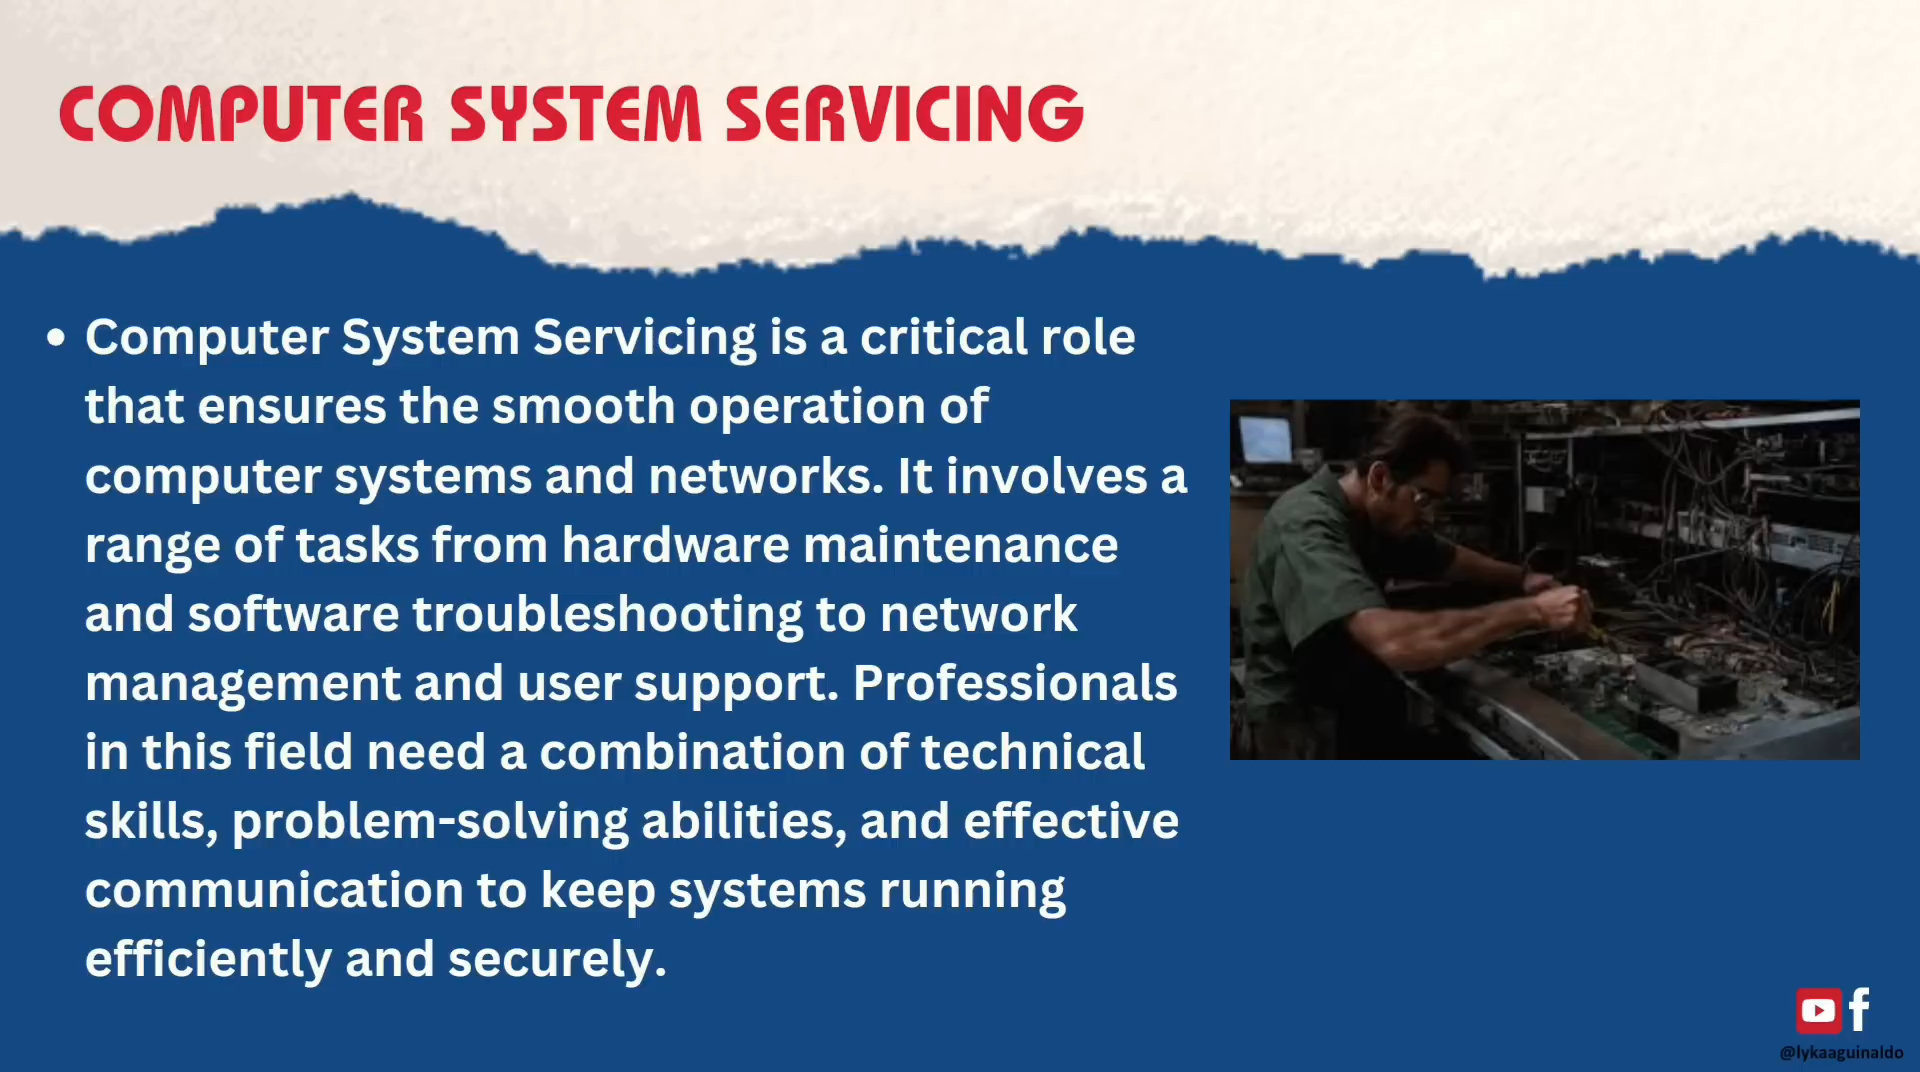 COMPUTER SYSTEM SERVICING
• Computer System Servicing is a critical role
that ensures the smooth operation of
computer systems and networks. It involves a
range of tasks from hardware maintenance
and software troubleshooting to network
management and user support. Professionals
in this field need a combination of technical
skills, problem-solving abilities, and effective
communication to keep systems running
efficiently and securely.
@lykaaguinaldo